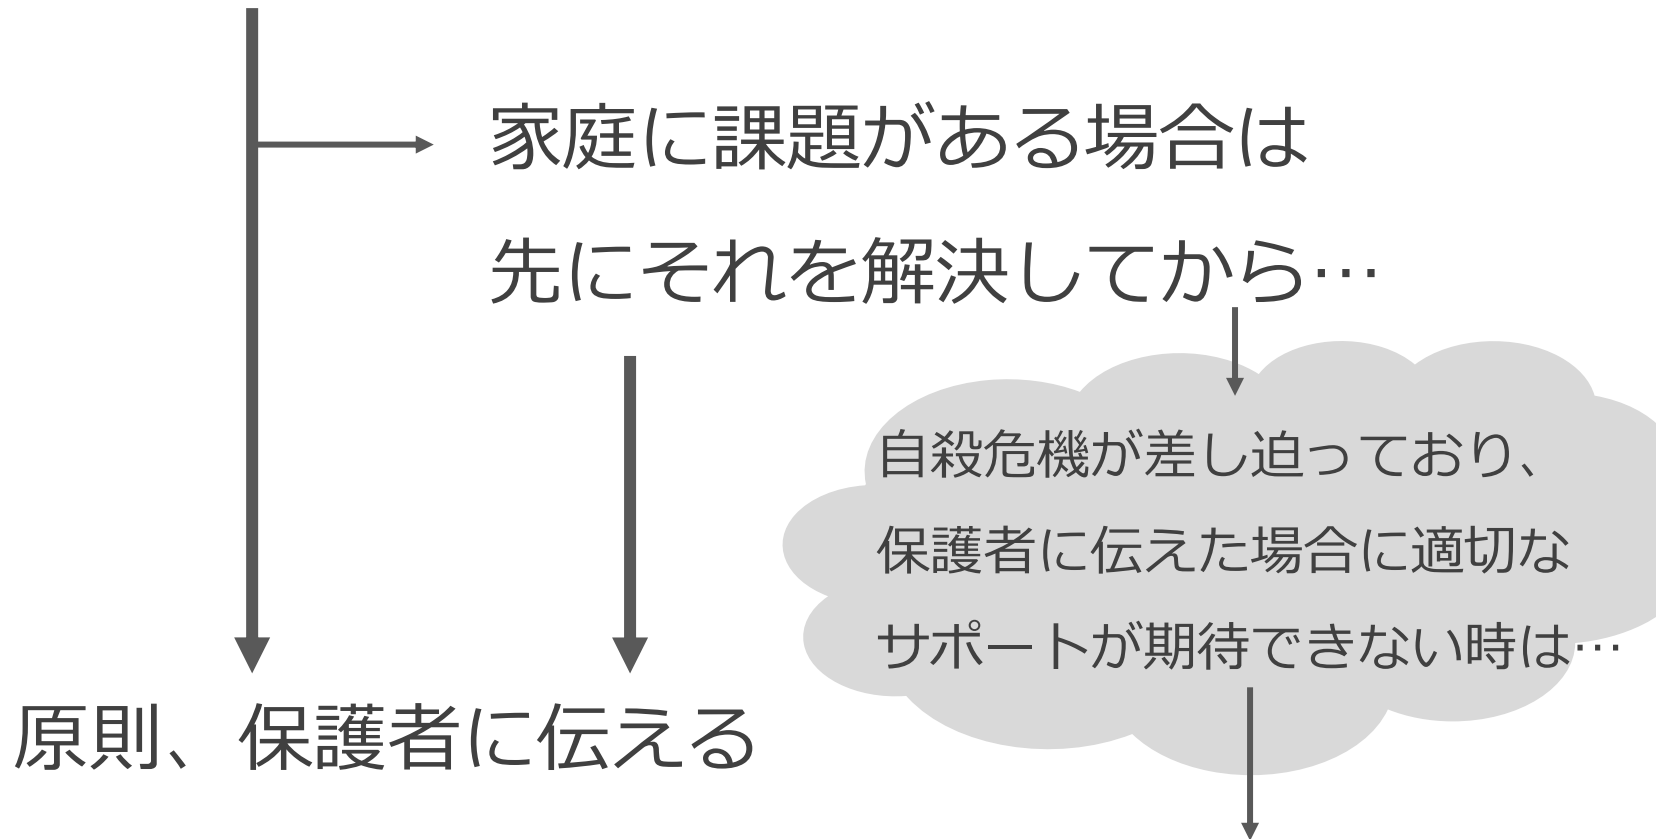 家庭に課題がある場合は
先にそれを解決してから…
自殺危機が差し迫っており、
保護者に伝えた場合に適切な
サポートが期待できない時は…
原則、保護者に伝える